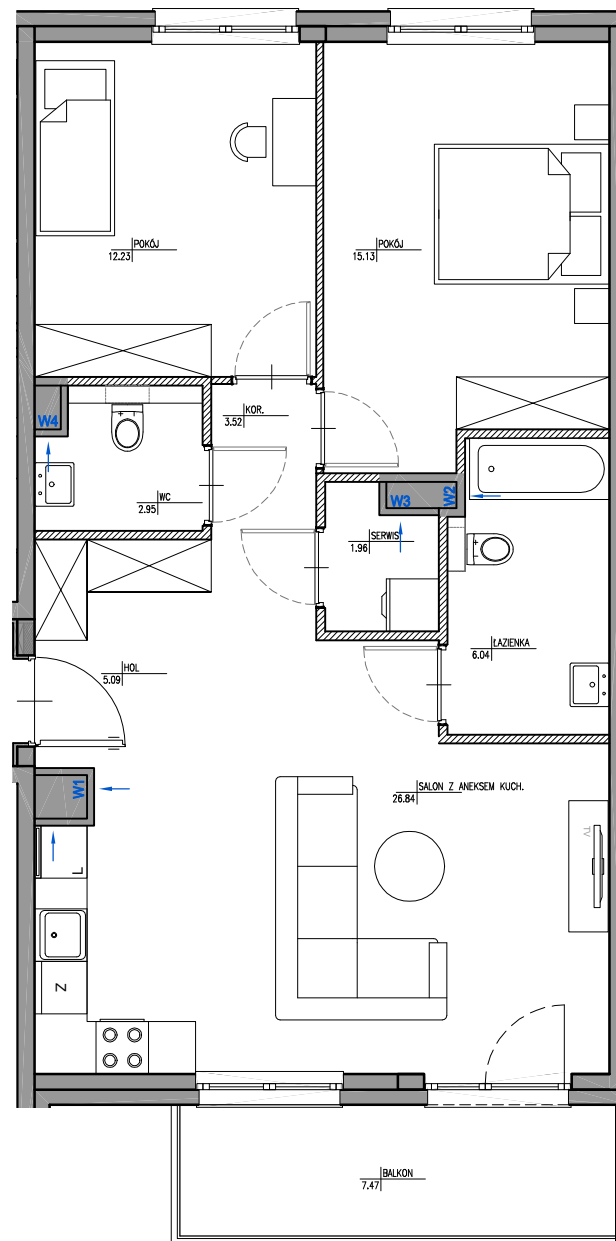 POKÓJ
12.23
POKÓJ
15.13
W4
KOR.
3.52
WC
2.95
W3
W2
SERWIS
1.96
ŁAZIENKA
6.04
HOL
5.09
W1
SALON Z ANEKSEM KUCH.
26.84
TV
L
Z
BALKON
7.47